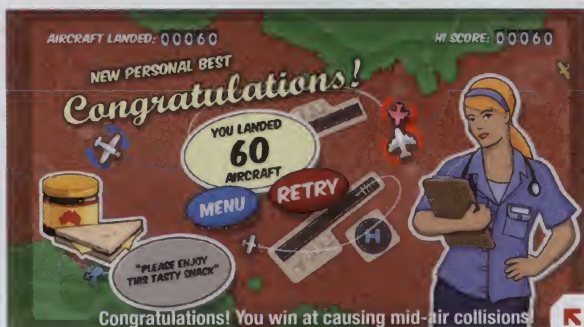 AIRCRAFT LANDED: 00060
HI SCORE: 00060
NEW PERSONAL BEST
Congratulations!
YOU LANDED
60
AIRCRAFT
MENU
RETRY
H
"PLEASE ENJOY
THIS TASTY SNACK"
Congratulations! You win at causing mid-air collisions